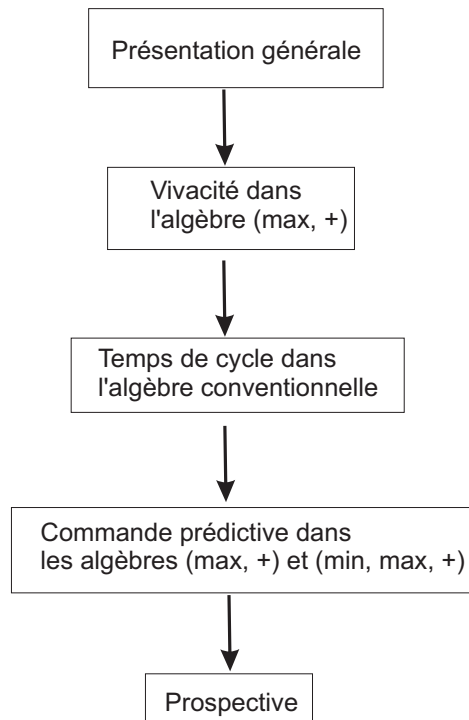 Présentation générale
Vivacité dans
l'algèbre (max, +)
Temps de cycle dans
l'algèbre conventionnelle
Commande prédictive dans
les algèbres (max, +) et (min, max, +)
Prospective